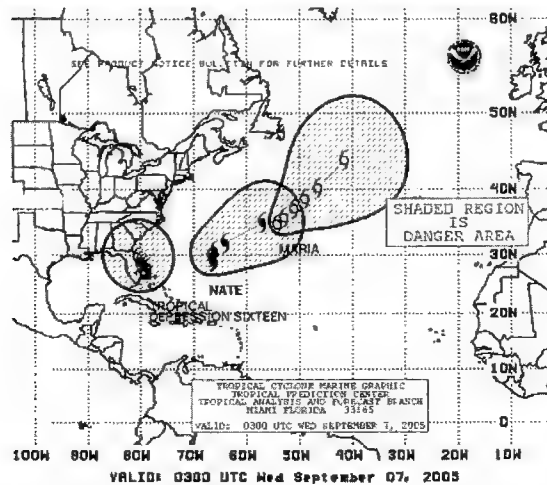 60N
SEE PRODUCT NOTICE BULLETIN FOR FURTHER DETAILS
50N
40N
SHADED REGION
IS
DANGER AREA
MARIA
30N
NATE
TROPICAL
DEPRESSION SIXTEEN
20N
TROPICAL CYCLONE MARINE GRAPHIC
TROPICAL PREDICTION CENTER
TROPICAL ANALYSIS AND FORECAST BRANCH
MIAMI FLORIDA 33165
VALID: 0300 UTC WED SEPTEMBER 7, 2005
10N
0
100W 90W 80W 70W 60W 50W 40W 30W 20W 10W 0
VALID: 0300 UTC Wed September 07, 2005